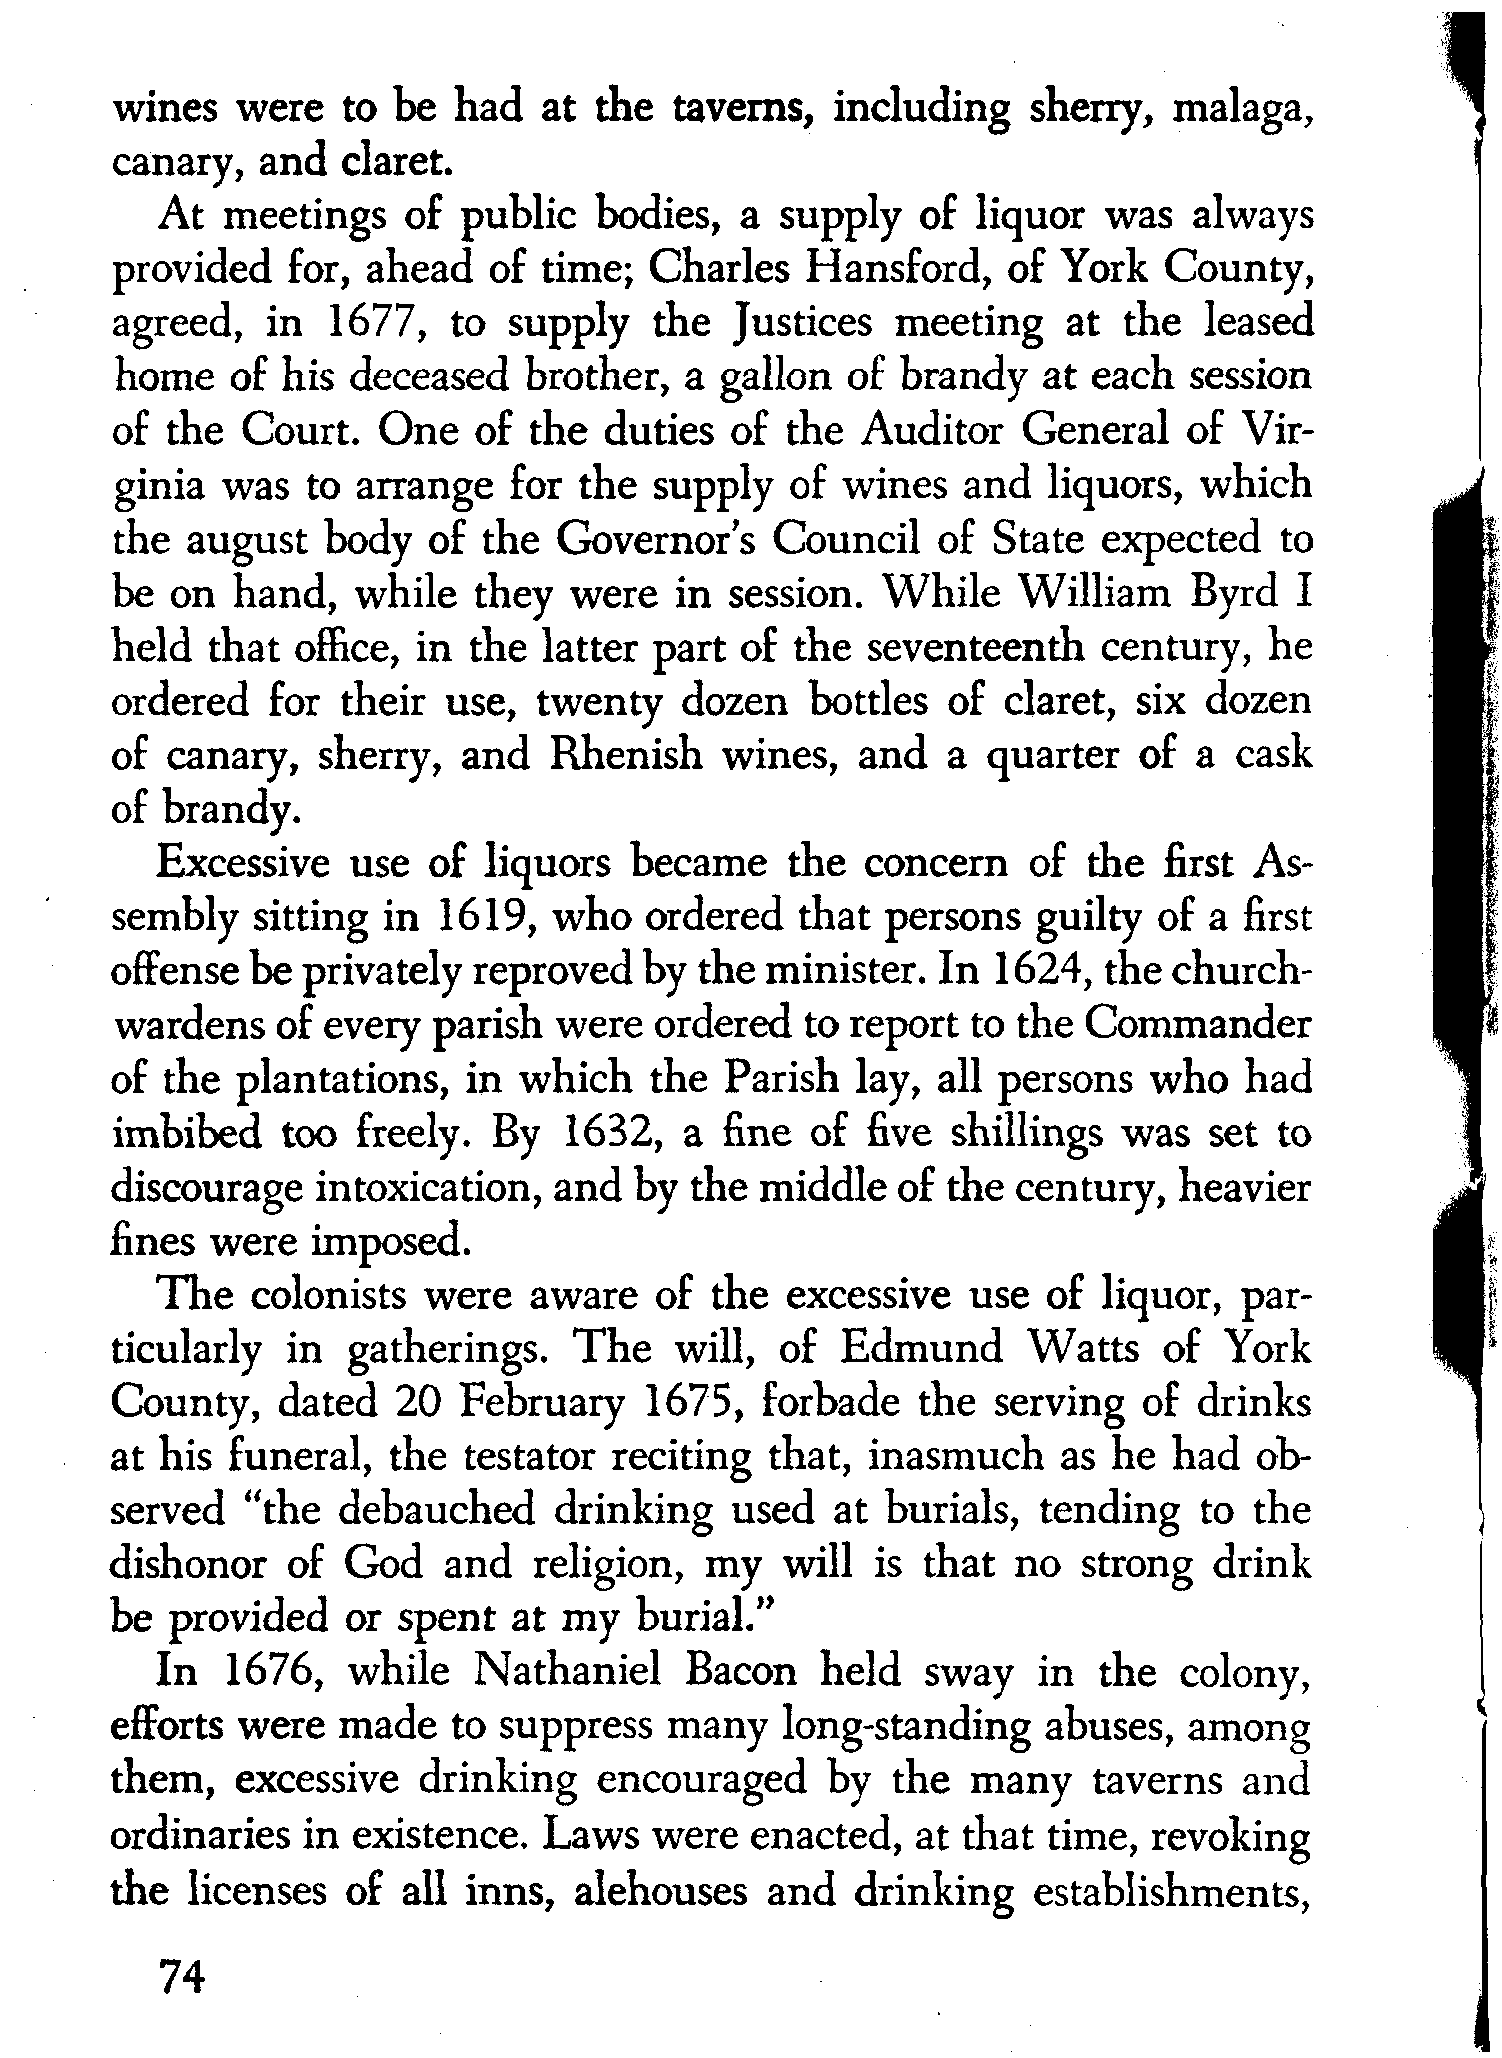 wines were to be had at the taverns, including sherry, malaga,
canary, and claret.
At meetings of public bodies, a supply of liquor was always
provided for, ahead of time; Charles Hansford, of York County,
agreed, in 1677, to supply the Justices meeting at the leased
home of his deceased brother, a gallon of brandy at each session
of the Court. One of the duties of the Auditor General of Vir-
ginia was to arrange for the supply of wines and liquors, which
the august body of the Governor's Council of State expected to
be on hand, while they were in session. While William Byrd I
held that office, in the latter part of the seventeenth century, he
ordered for their use, twenty dozen bottles of claret, six dozen
of canary, sherry, and Rhenish wines, and a quarter of a cask
of brandy.
Excessive use of liquors became the concern of the first As-
sembly sitting in 1619, who ordered that persons guilty of a first
offense be privately reproved by the minister. In 1624, the church-
wardens of every parish were ordered to report to the Commander
of the plantations, in which the Parish lay, all persons who had
imbibed too freely. By 1632, a fine of five shillings was set to
discourage intoxication, and by the middle of the century, heavier
fines were imposed.
The colonists were aware of the excessive use of liquor, par-
ticularly in gatherings. The will, of Edmund Watts of York
County, dated 20 February 1675, forbade the serving of drinks
at his funeral, the testator reciting that, inasmuch as he had ob-
served "the debauched drinking used at burials, tending to the
dishonor of God and religion, my will is that no strong drink
be provided or spent at my burial."
In 1676, while Nathaniel Bacon held sway in the colony,
efforts were made to suppress many long-standing abuses, among
them, excessive drinking encouraged by the many taverns and
ordinaries in existence. Laws were enacted, at that time, revoking
the licenses of all inns, alehouses and drinking establishments,
74